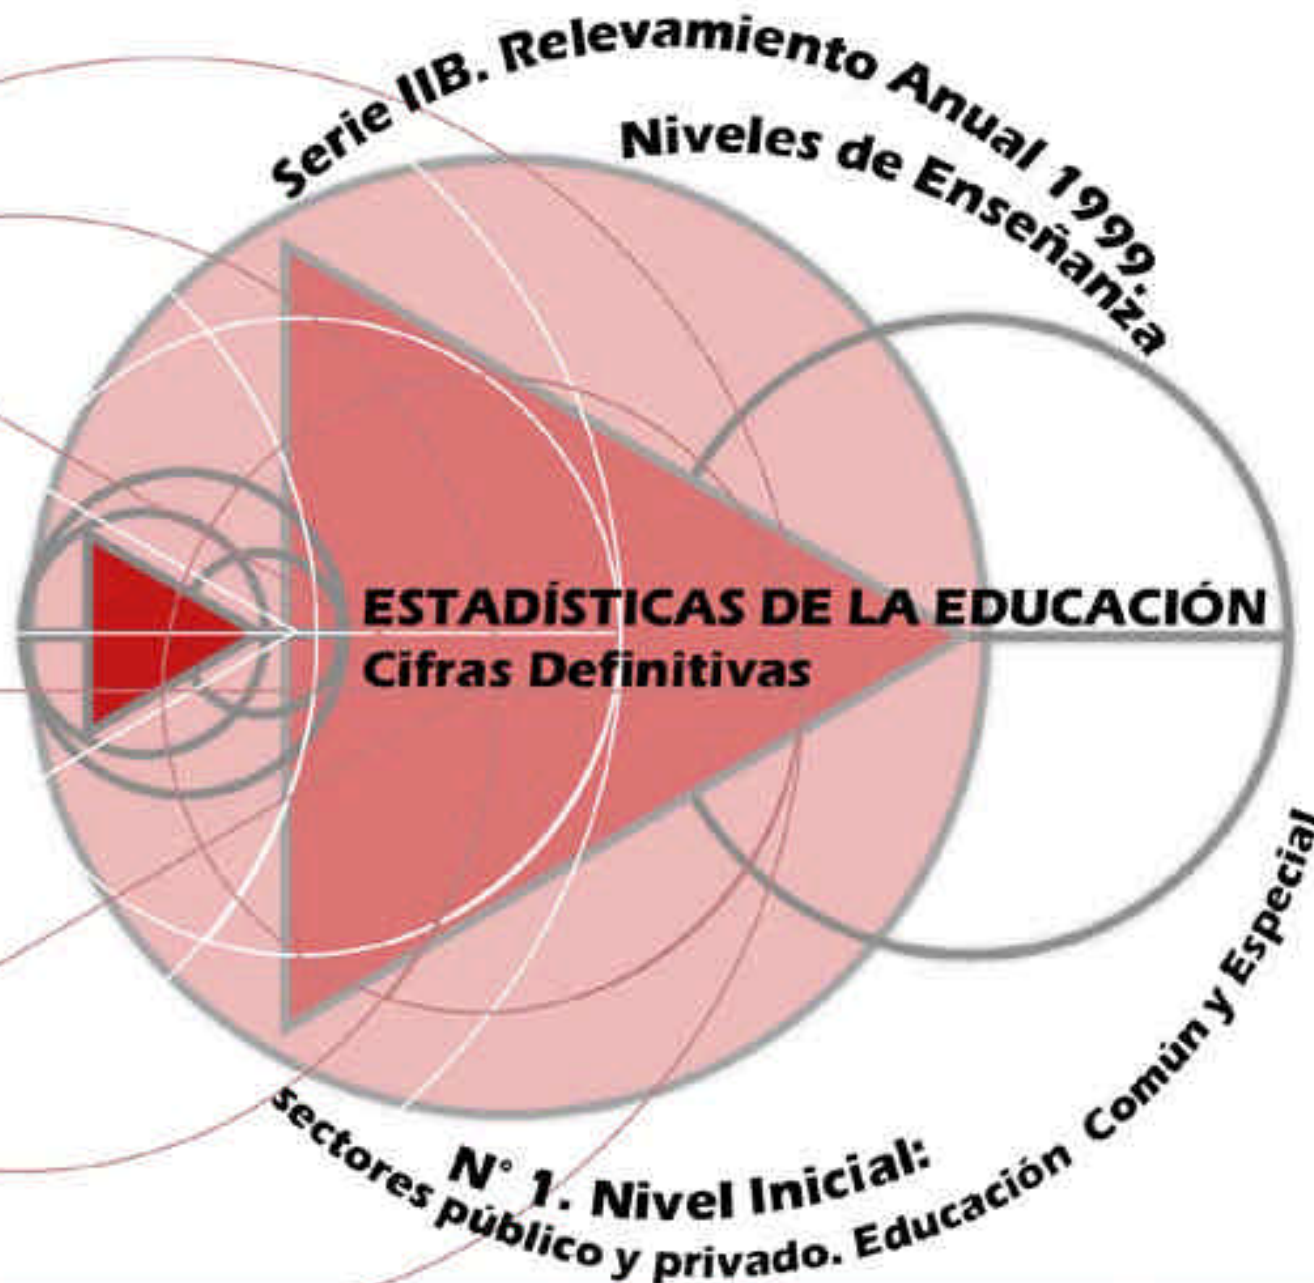 Serie IIB. Relevamiento Anual 1999.
Niveles de Enseñanza
ESTADÍSTICAS DE LA EDUCACIÓN
Cifras Definitivas
N° 1. Nivel Inicial:
sectores público y privado. Educación Común y Especial